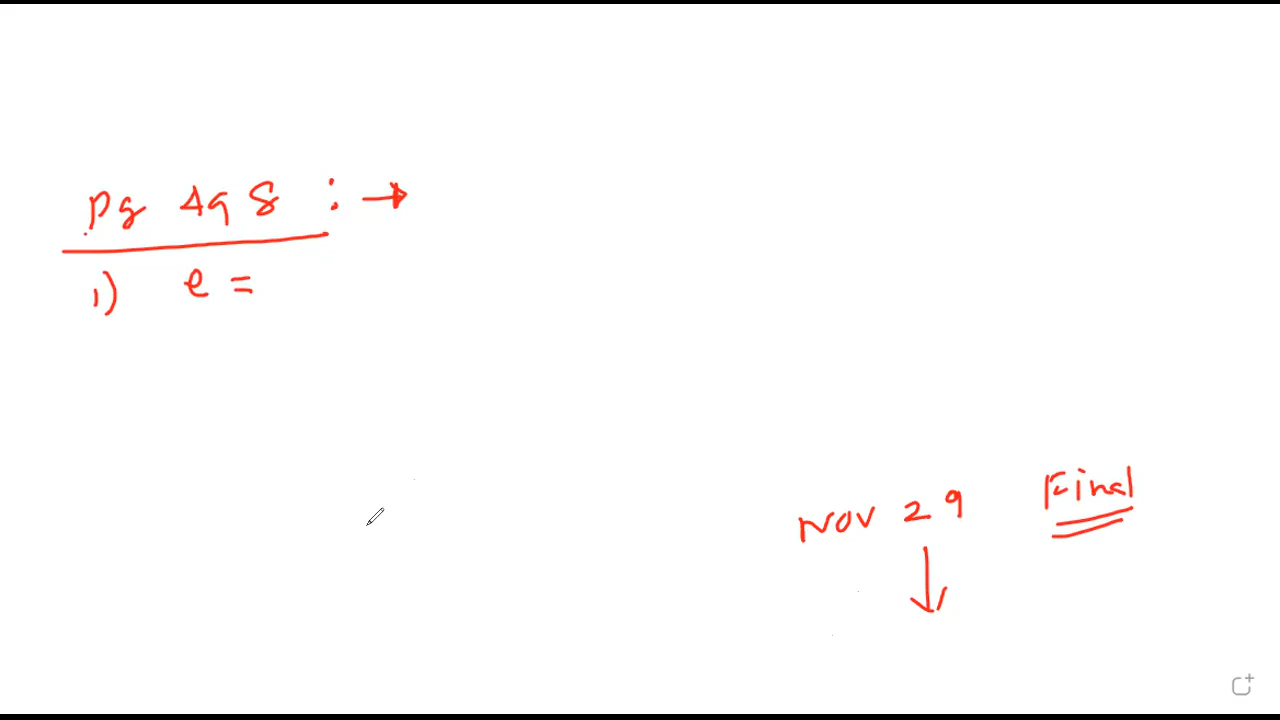 Pg 498 : →
1) e =
Nov 29 Final